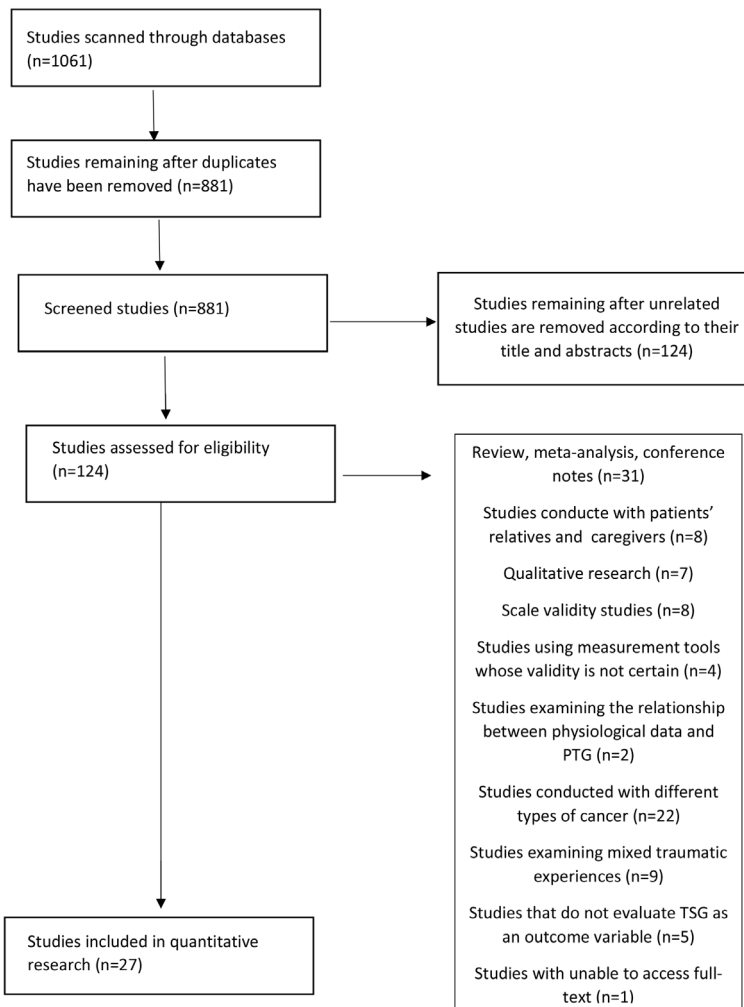 Studies scanned through databases
(n=1061)
Studies remaining after duplicates
have been removed (n=881)
Screened studies (n=881)
Studies remaining after unrelated
studies are removed according to their
title and abstracts (n=124)
Studies assessed for eligibility
(n=124)
Review, meta-analysis, conference
notes (n=31)
Studies conducte with patients’
relatives and caregivers (n=8)
Qualitative research (n=7)
Scale validity studies (n=8)
Studies using measurement tools
whose validity is not certain (n=4)
Studies examining the relationship
between physiological data and
PTG (n=2)
Studies conducted with different
types of cancer (n=22)
Studies examining mixed traumatic
experiences (n=9)
Studies that do not evaluate TSG as
an outcome variable (n=5)
Studies with unable to access full-
text (n=1)
Studies included in quantitative
research (n=27)